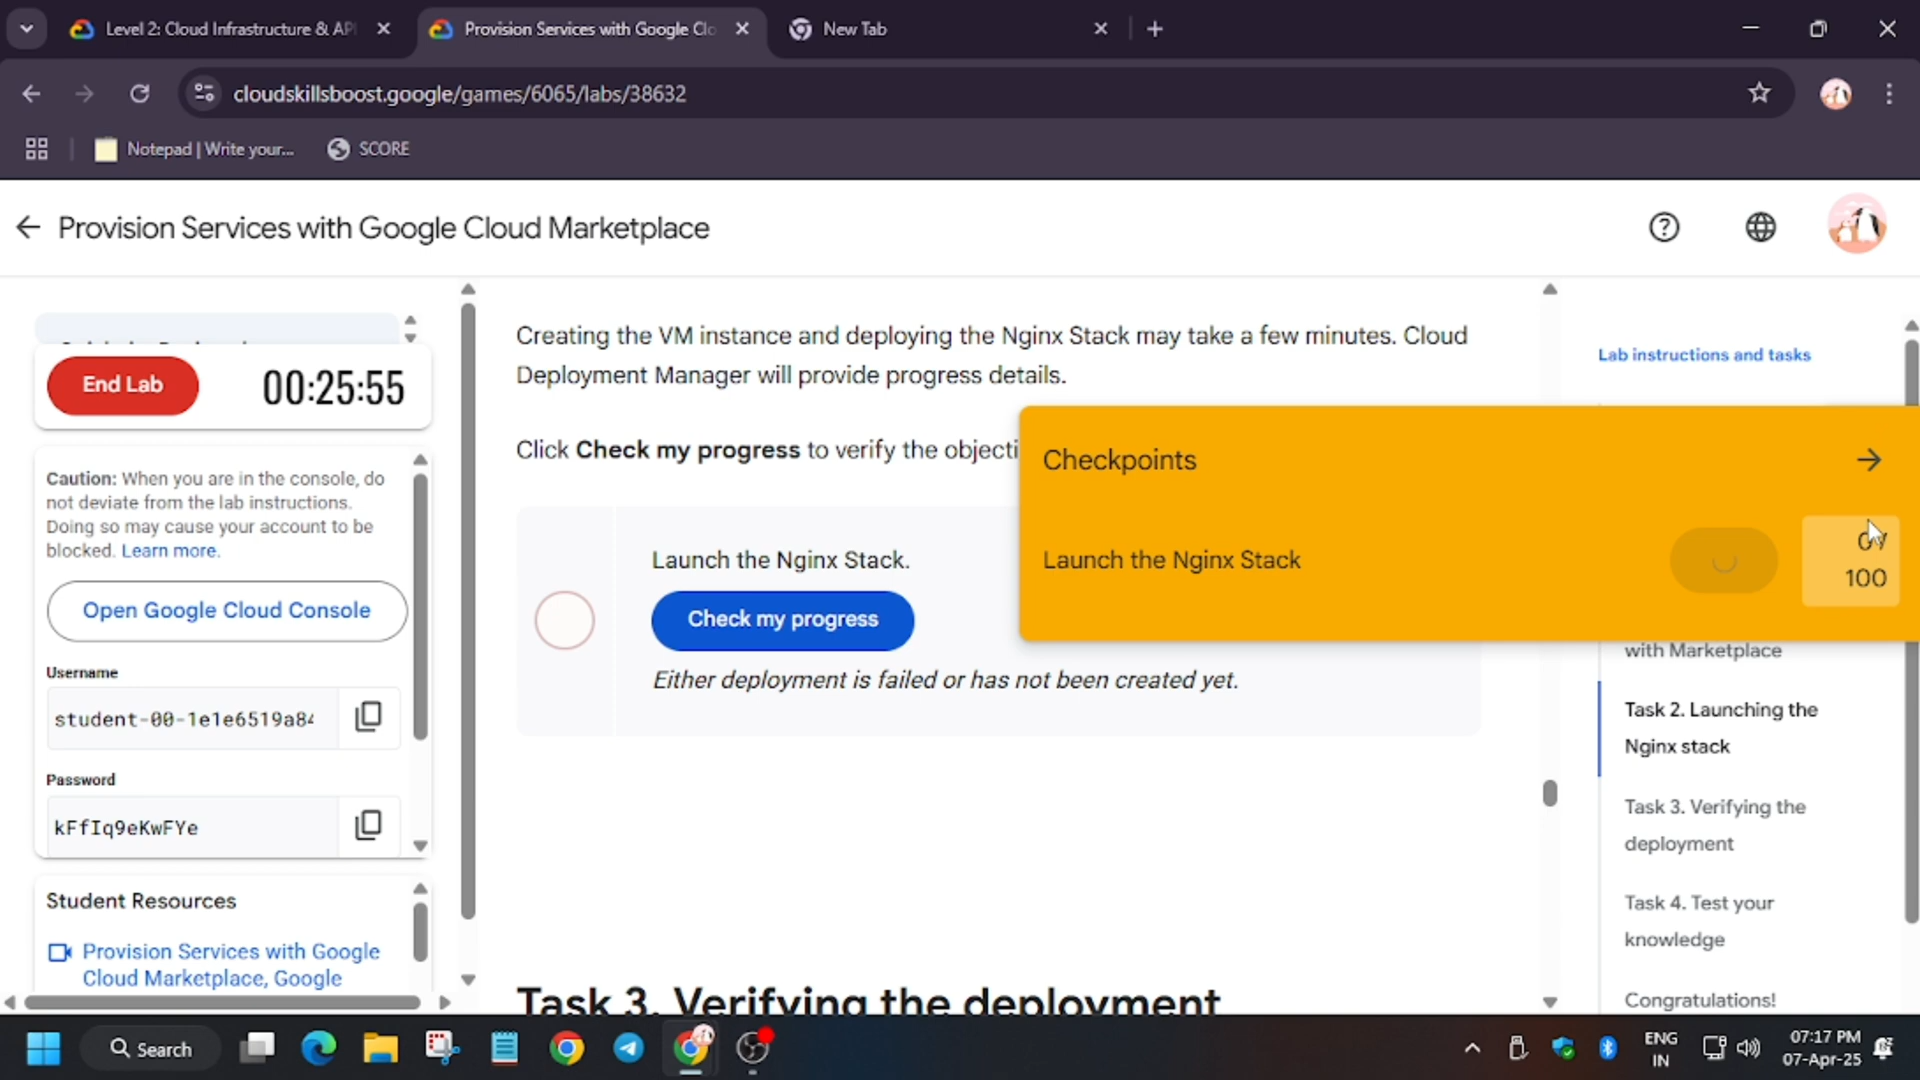 Level 2: Cloud Infrastructure & API
Provision Services with Google Clo
New Tab
cloudskillsboost.google/games/6065/labs/38632
Notepad | Write your...
SCORE
Provision Services with Google Cloud Marketplace
End Lab
00:25:55
Caution: When you are in the console, do
not deviate from the lab instructions.
Doing so may cause your account to be
blocked. Learn more.
Open Google Cloud Console
Username
student-00-1e1e6519a84
Password
kFfIq9eKwFYe
Student Resources
Provision Services with Google
Cloud Marketplace, Google
Creating the VM instance and deploying the Nginx Stack may take a few minutes. Cloud
Deployment Manager will provide progress details.
Click Check my progress to verify the objecti
Launch the Nginx Stack.
Check my progress
Either deployment is failed or has not been created yet.
Task 3. Verifying the deployment
Checkpoints
Launch the Nginx Stack
0/
100
Lab instructions and tasks
with Marketplace
Task 2. Launching the
Nginx stack
Task 3. Verifying the
deployment
Task 4. Test your
knowledge
Congratulations!
Search
ENG
IN
07:17 PM
07-Apr-25